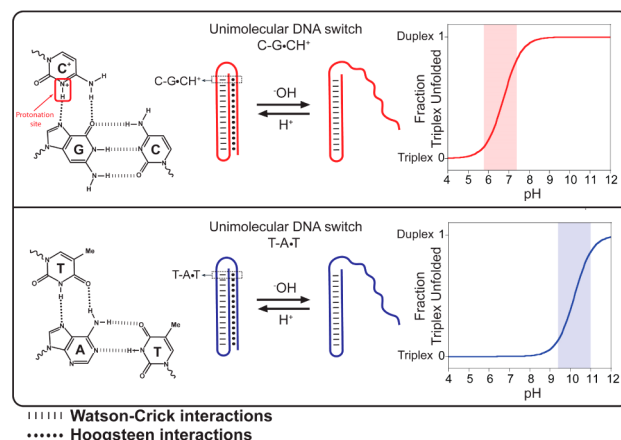 Unimolecular DNA switch
C-G•CH⁺
C⁺
N⁺
H
O
N
N
H
H
Protonation
site
N
O
H
N
G
N
H
N
C
N
N
H
O
H
C-G•CH⁺
⁻OH
H⁺
Fraction
Triplex Unfolded
Duplex 1
Triplex 0
4 5 6 7 8 9 10 11 12
pH
Unimolecular DNA switch
T-A•T
Me
N
T
O
N
O
H
H
N
H
O
Me
N
A
N
H
N
T
N
N
O
T-A•T
⁻OH
H⁺
Fraction
Triplex Unfolded
Duplex 1
Triplex 0
4 5 6 7 8 9 10 11 12
pH
Watson-Crick interactions
Hoogsteen interactions